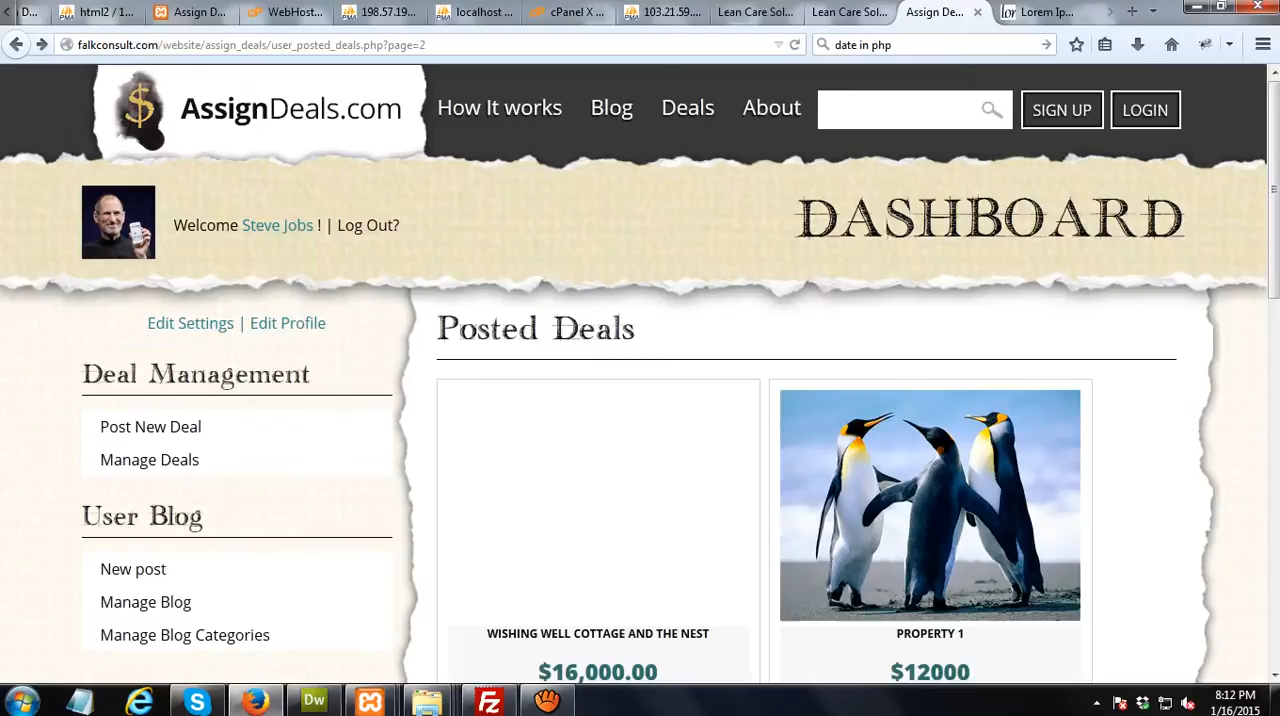 D...
html2 / 1...
Assign D...
WebHost...
198.57.19...
localhost ...
cPanel X ...
103.21.59....
Lean Care Sol...
Lean Care Sol...
Assign De...
Lorem Ip...
falkconsult.com/website/assign_deals/user_posted_deals.php?page=2
date in php
AssignDeals.com
How It works
Blog
Deals
About
SIGN UP
LOGIN
Welcome Steve Jobs ! | Log Out?
DASHBOARD
Edit Settings | Edit Profile
Deal Management
Post New Deal
Manage Deals
User Blog
New post
Manage Blog
Manage Blog Categories
Posted Deals
WISHING WELL COTTAGE AND THE NEST
$16,000.00
PROPERTY 1
$12000
Dw
Fz
8:12 PM
1/16/2015